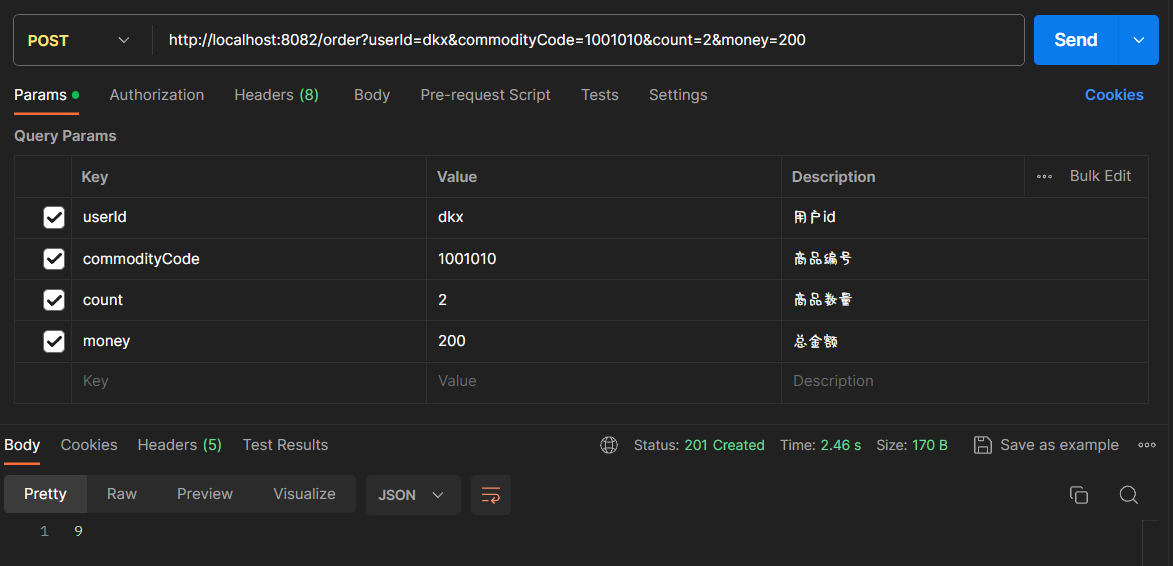 POST http://localhost:8082/order?userId=dkx&commodityCode=1001010&count=2&money=200 Send
Params Authorization Headers (8) Body Pre-request Script Tests Settings Cookies
Query Params
Key Value Description Bulk Edit
userId dkx 用户id
commodityCode 1001010 商品编号
count 2 商品数量
money 200 总金额
Key Value Description
Body Cookies Headers (5) Test Results Status: 201 Created Time: 2.46 s Size: 170 B Save as example
Pretty Raw Preview Visualize JSON
1 9